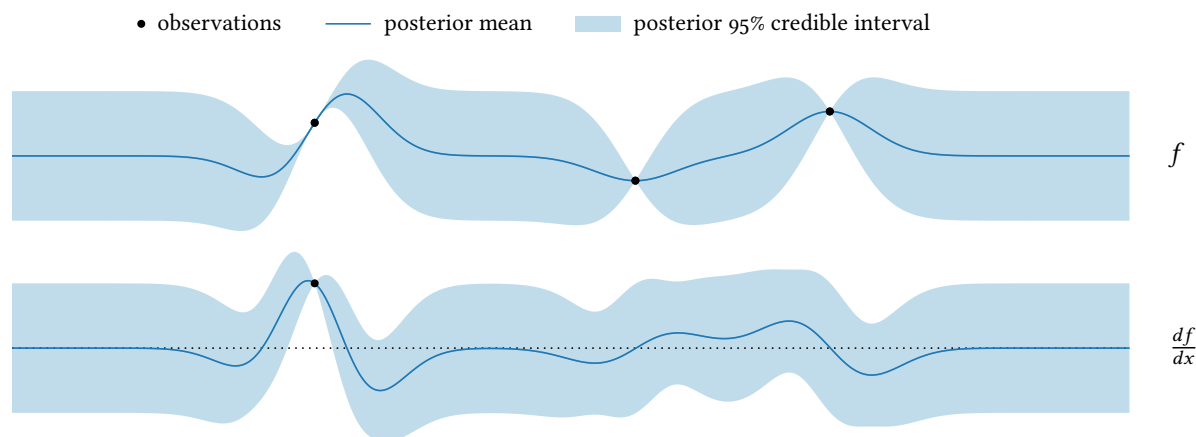 observations posterior mean posterior 95% credible interval
f
df
dx